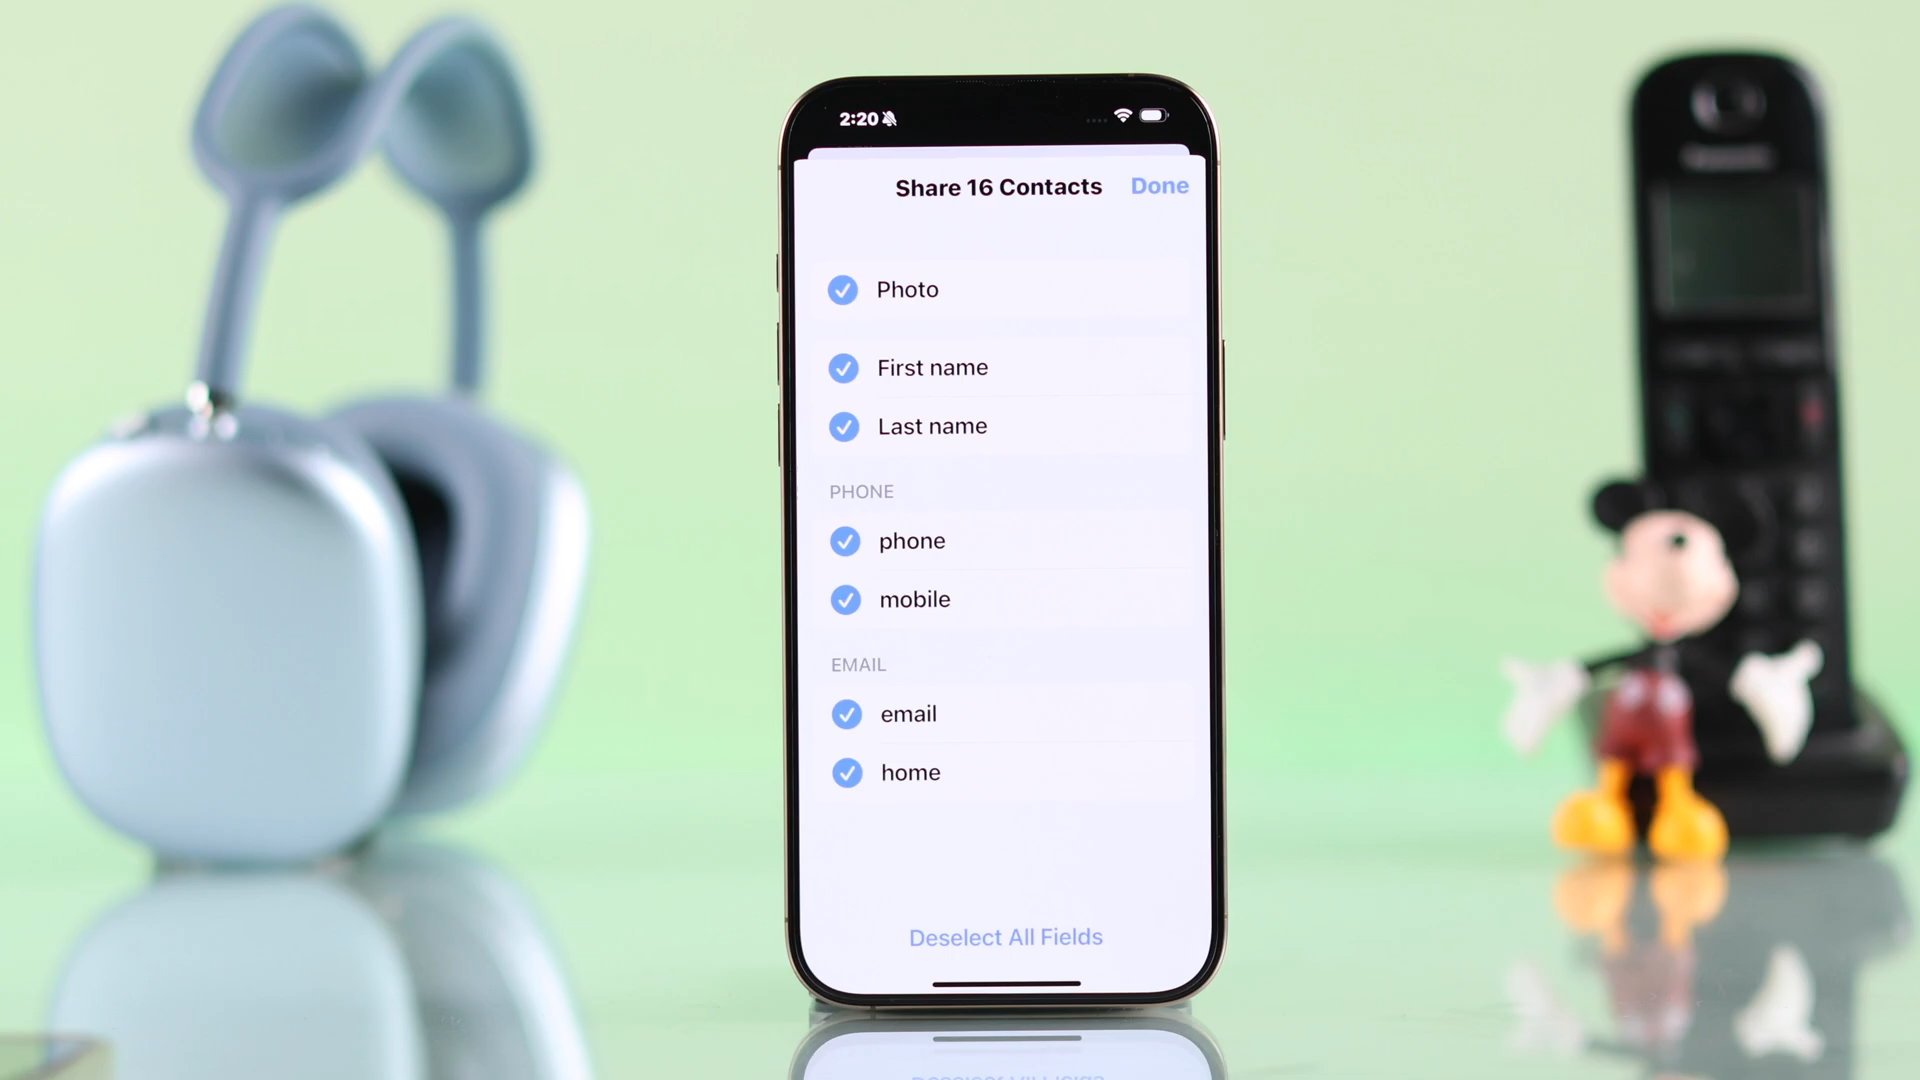 2:20
Share 16 Contacts
Done
Photo
First name
Last name
PHONE
phone
mobile
EMAIL
email
home
Deselect All Fields